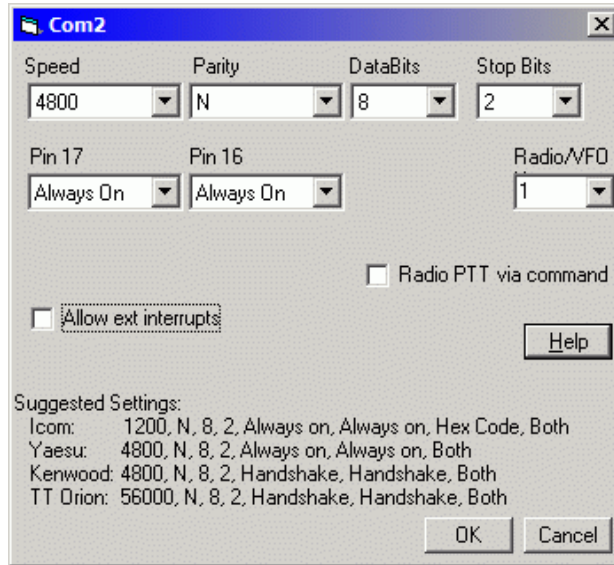 Com2
Speed Parity DataBits Stop Bits
4800 N 8 2
Pin 17 Pin 16 Radio/VFO
Always On Always On 1
Radio PTT via command
Allow ext interrupts
Help
Suggested Settings:
Icom: 1200, N, 8, 2, Always on, Always on, Hex Code, Both
Yaesu: 4800, N, 8, 2, Always on, Always on, Both
Kenwood: 4800, N, 8, 2, Handshake, Handshake, Both
TT Orion: 56000, N, 8, 2, Handshake, Handshake, Both
OK Cancel